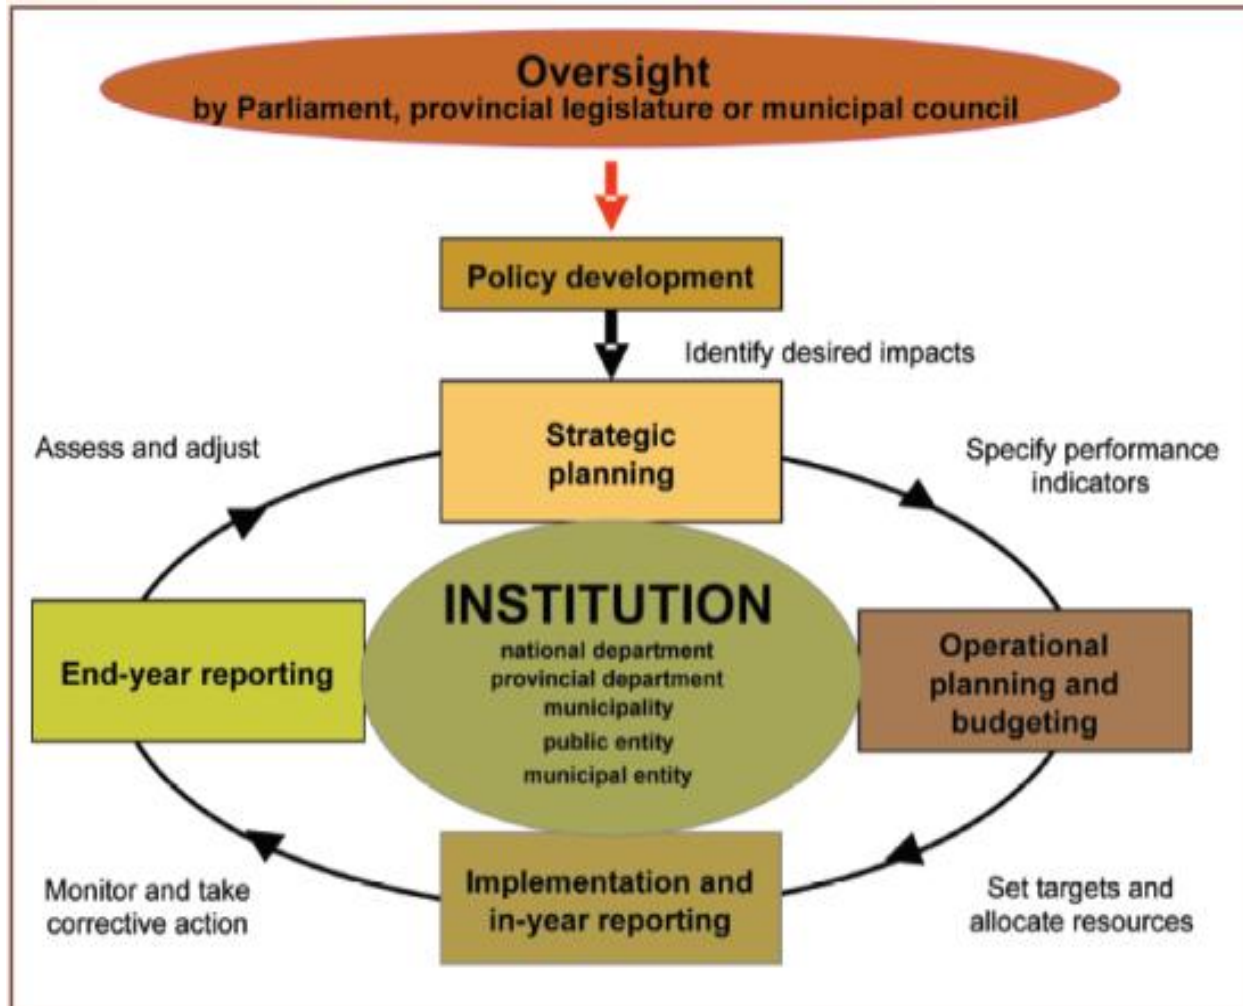 Oversight
by Parliament, provincial legislature or municipal council
Policy development
Identify desired impacts
Strategic
planning
Assess and adjust
Specify performance
indicators
INSTITUTION
national department
provincial department
municipality
public entity
municipal entity
End-year reporting
Operational
planning and
budgeting
Implementation and
in-year reporting
Monitor and take
corrective action
Set targets and
allocate resources